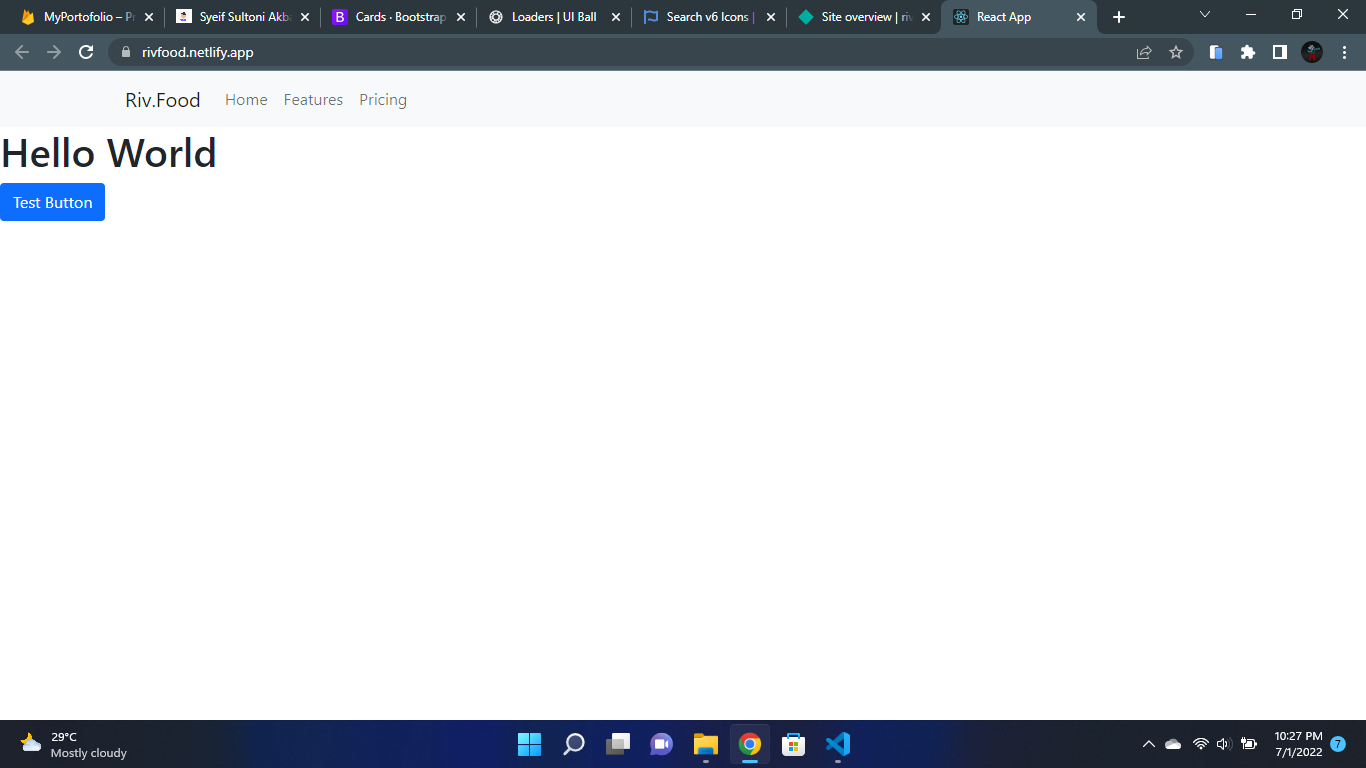 MyPortofolio – Pr
Syeif Sultoni Akba
B Cards · Bootstrap
Loaders | UI Ball
Search v6 Icons |
Site overview | riv
React App
rivfood.netlify.app
Riv.Food Home Features Pricing
Hello World
Test Button
29°C
Mostly cloudy
10:27 PM
7/1/2022
7